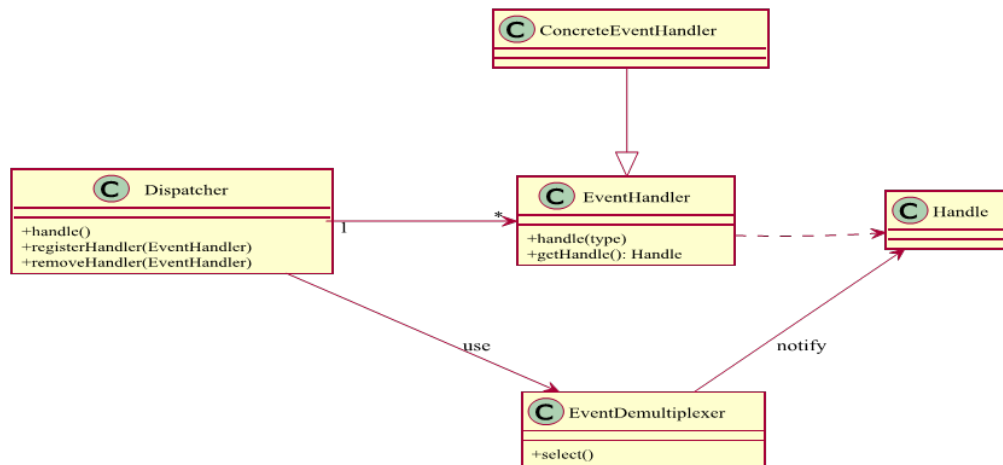 C ConcreteEventHandler
C Dispatcher
+handle()
+registerHandler(EventHandler)
+removeHandler(EventHandler)
1
*
C EventHandler
+handle(type)
+getHandle(): Handle
C Handle
use
notify
C EventDemultiplexer
+select()